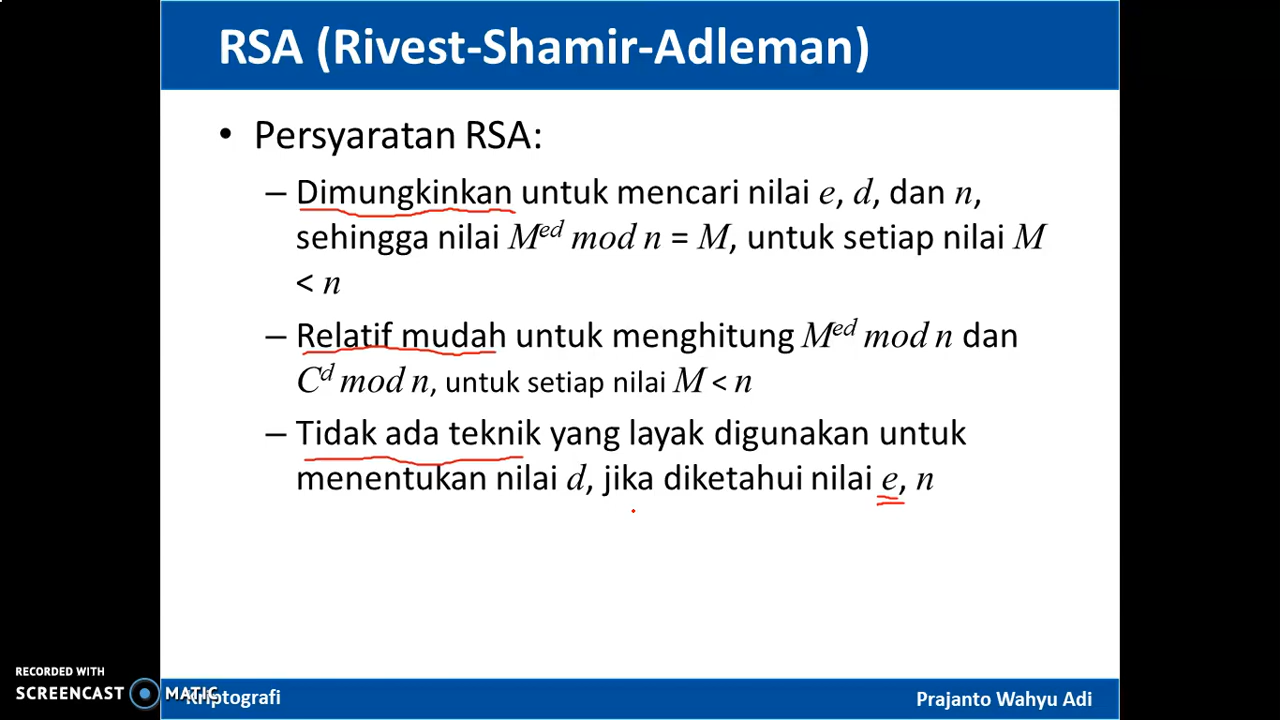 RSA (Rivest-Shamir-Adleman)
• Persyaratan RSA:
– Dimungkinkan untuk mencari nilai e, d, dan n,
sehingga nilai M^ed mod n = M, untuk setiap nilai M
< n
– Relatif mudah untuk menghitung M^ed mod n dan
C^d mod n, untuk setiap nilai M < n
– Tidak ada teknik yang layak digunakan untuk
menentukan nilai d, jika diketahui nilai e, n
RECORDED WITH
SCREENCAST MATIC
Kriptografi
Prajanto Wahyu Adi